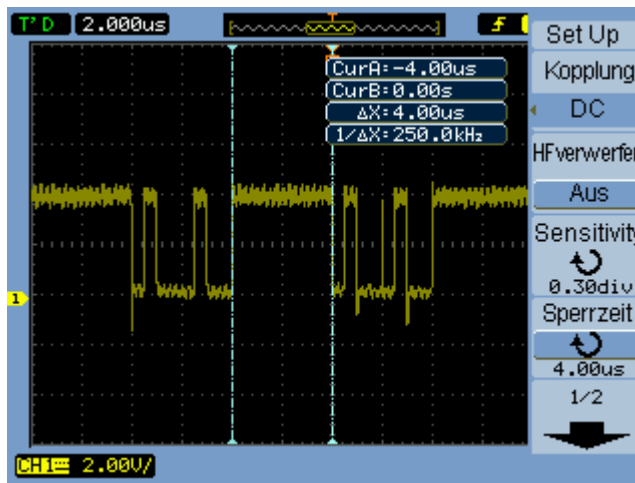 T'D 2.000us
Set Up
CurA:-4.00us
CurB:0.00s
ΔX:4.00us
1/ΔX:250.0kHz
Kopplung
DC
HFverwerfer
Aus
Sensitivity
0.30div
Sperrzeit
4.00us
1/2
1
CH1 2.00V/